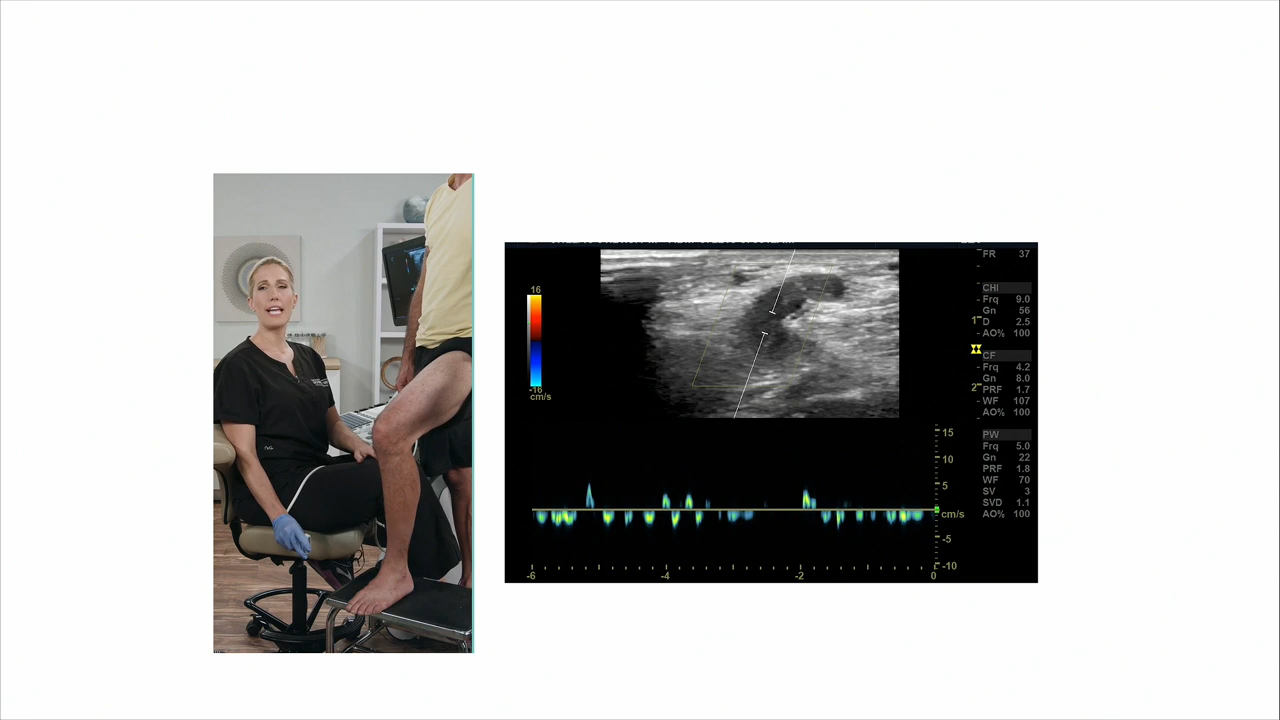 FR 37
16
CHI
Frq 9.0
Gn 56
1
D 2.5
AO% 100
CF
Frq 4.2
Gn 8.0
-16
cm/s
PRF 1.7
2
WF 107
AO% 100
15
PW
Frq 5.0
10
Gn 22
PRF 1.8
WF 70
5
SV 3
SVD 1.1
cm/s
AO% 100
-5
-10
-6 -4 -2 0